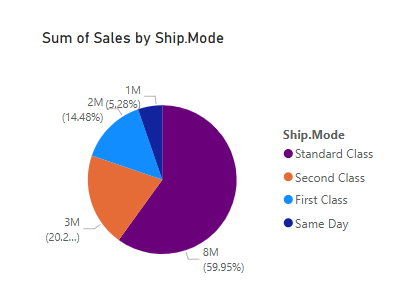 Sum of Sales by Ship.Mode
1M
(5.28%)
2M
(14.48%)
3M
(20.2...)
8M
(59.95%)
Ship.Mode
Standard Class
Second Class
First Class
Same Day